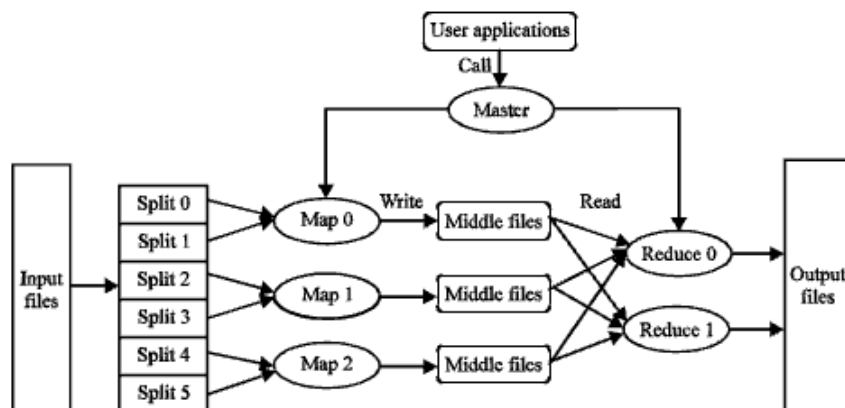 User applications
Call
Master
Input
files
Split 0
Split 1
Split 2
Split 3
Split 4
Split 5
Map 0
Map 1
Map 2
Write
Middle files
Middle files
Middle files
Read
Reduce 0
Reduce 1
Output
files